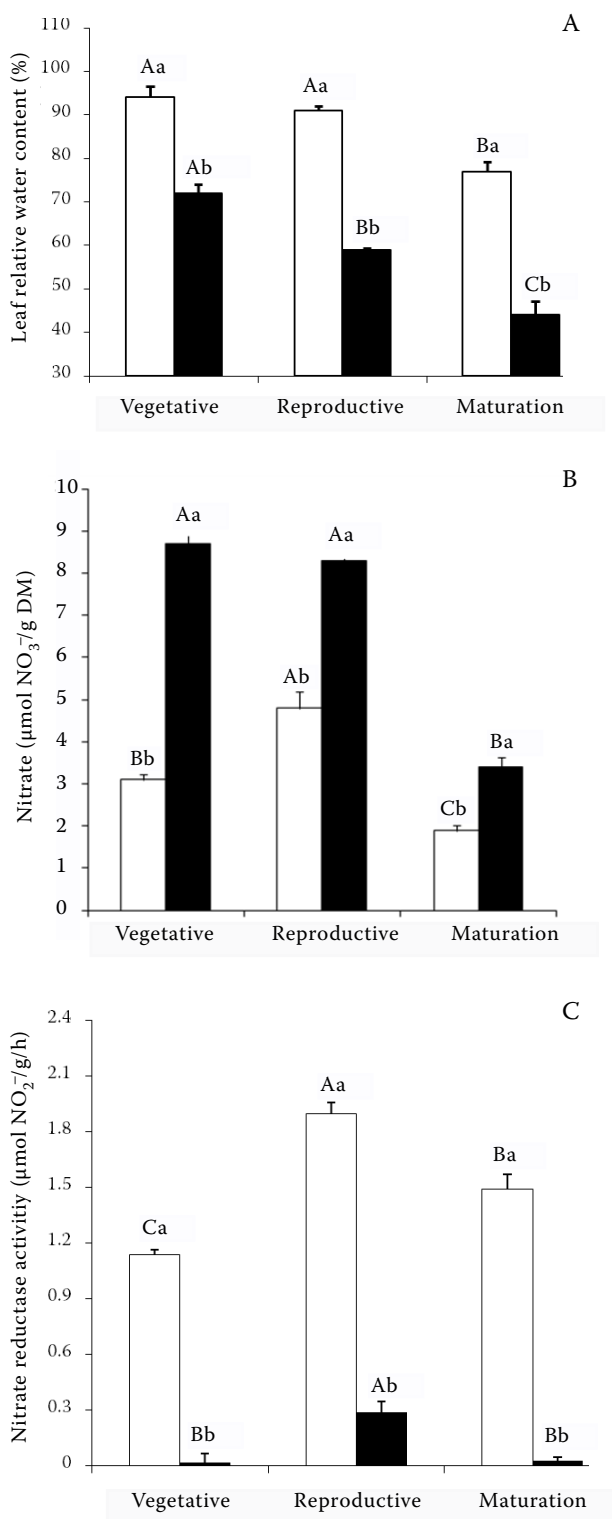 A
Leaf relative water content (%)
110
100
90
80
70
60
50
40
30
Aa
Ab
Aa
Bb
Ba
Cb
Vegetative Reproductive Maturation
B
Nitrate (µmol NO₃⁻/g DM)
10
9
8
7
6
5
4
3
2
1
0
Bb
Aa
Ab
Aa
Cb
Ba
Vegetative Reproductive Maturation
C
Nitrate reductase activitiy (µmol NO₂⁻/g/h)
2.4
2.1
1.8
1.5
1.2
0.9
0.6
0.3
0
Ca
Bb
Aa
Ab
Ba
Bb
Vegetative Reproductive Maturation